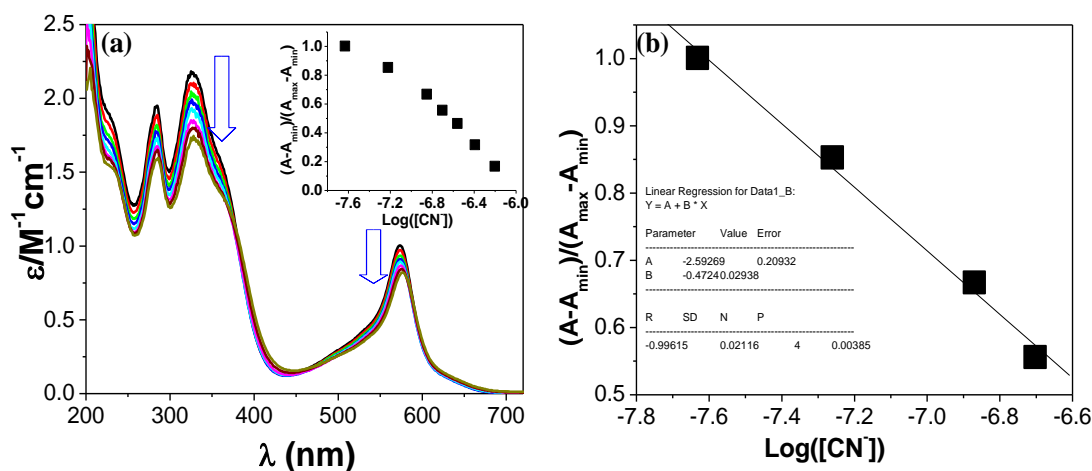 (a)
ε/M⁻¹cm⁻¹
2.5
2.0
1.5
1.0
0.5
0.0
200 300 400 500 600 700
λ (nm)
(A-Amin)/(Amax-Amin)
1.0
0.8
0.6
0.4
0.2
0.0
-7.6 -7.2 -6.8 -6.4 -6.0
Log([CN⁻])
(b)
(A-Amin)/(Amax-Amin)
1.0
0.9
0.8
0.7
0.6
0.5
Linear Regression for Data1_B:
Y = A + B * X
Parameter Value Error
A -2.59269 0.20932
B -0.4724 0.02938
R SD N P
-0.99615 0.02116 4 0.00385
-7.8 -7.6 -7.4 -7.2 -7.0 -6.8 -6.6
Log([CN⁻])